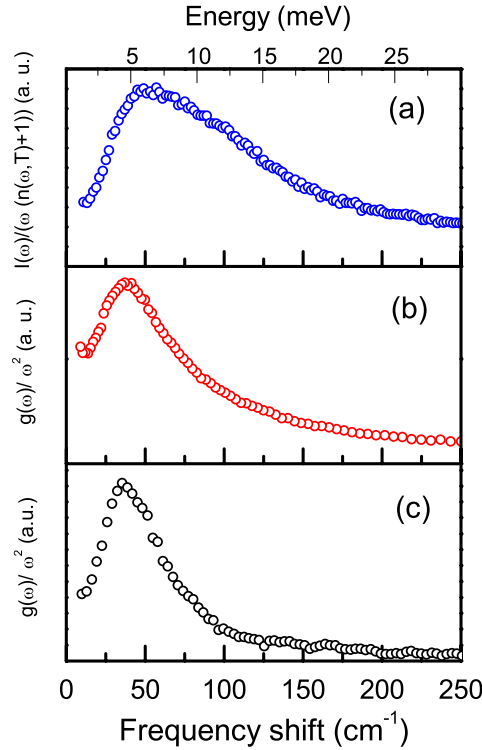 Energy (meV)
5 10 15 20 25
I(ω)/(ω (n(ω,T)+1)) (a. u.)
(a)
g(ω)/ ω² (a. u.)
(b)
g(ω)/ ω² (a.u.)
(c)
0 50 100 150 200 250
Frequency shift (cm⁻¹)